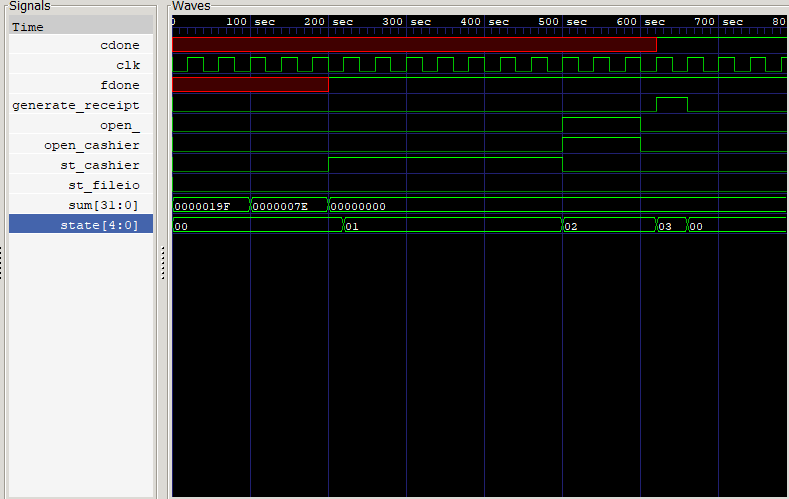 Signals
Waves
Time
0 100 sec 200 sec 300 sec 400 sec 500 sec 600 sec 700 sec 80
cdone
clk
fdone
generate_receipt
open_
open_cashier
st_cashier
st_fileio
sum[31:0] 0000019F 0000007E 00000000
state[4:0] 00 01 02 03 00